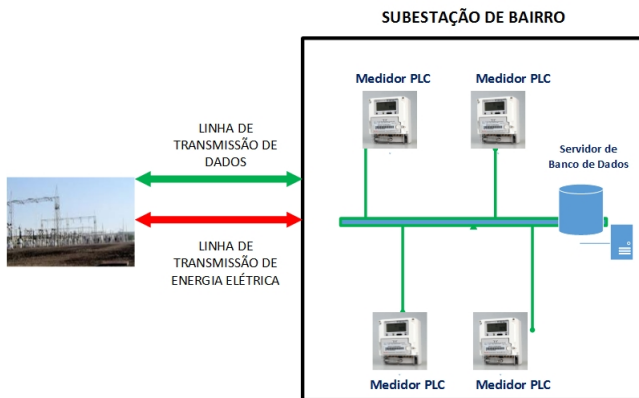 SUBESTAÇÃO DE BAIRRO
Medidor PLC
Medidor PLC
LINHA DE
TRANSMISSÃO DE
DADOS
Servidor de
Banco de Dados
LINHA DE
TRANSMISSÃO DE
ENERGIA ELÉTRICA
Medidor PLC
Medidor PLC